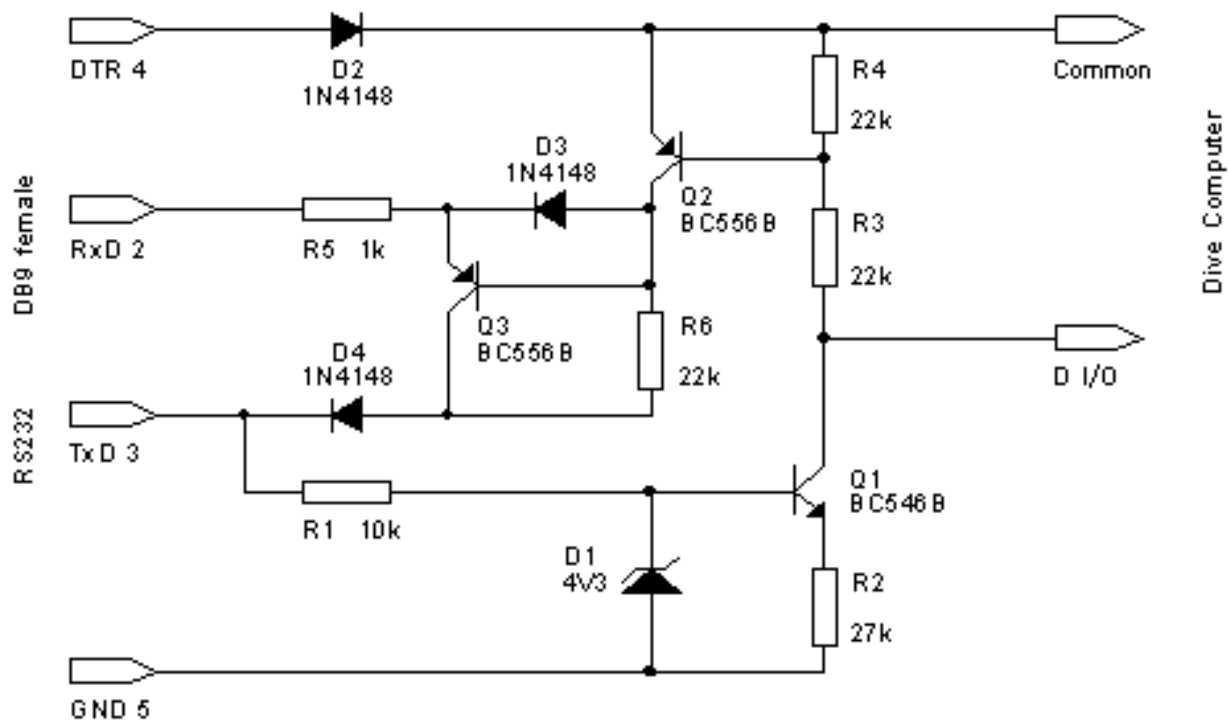 DTR 4
D2
1N4148
R4
22k
Common
D3
1N4148
Q2
BC556B
R3
22k
RxD 2
R5 1k
Q3
BC556B
R6
22k
D I/O
D4
1N4148
TxD 3
R1 10k
Q1
BC546B
D1
4V3
R2
27k
GND 5
DB9 female
RS232
Dive Computer